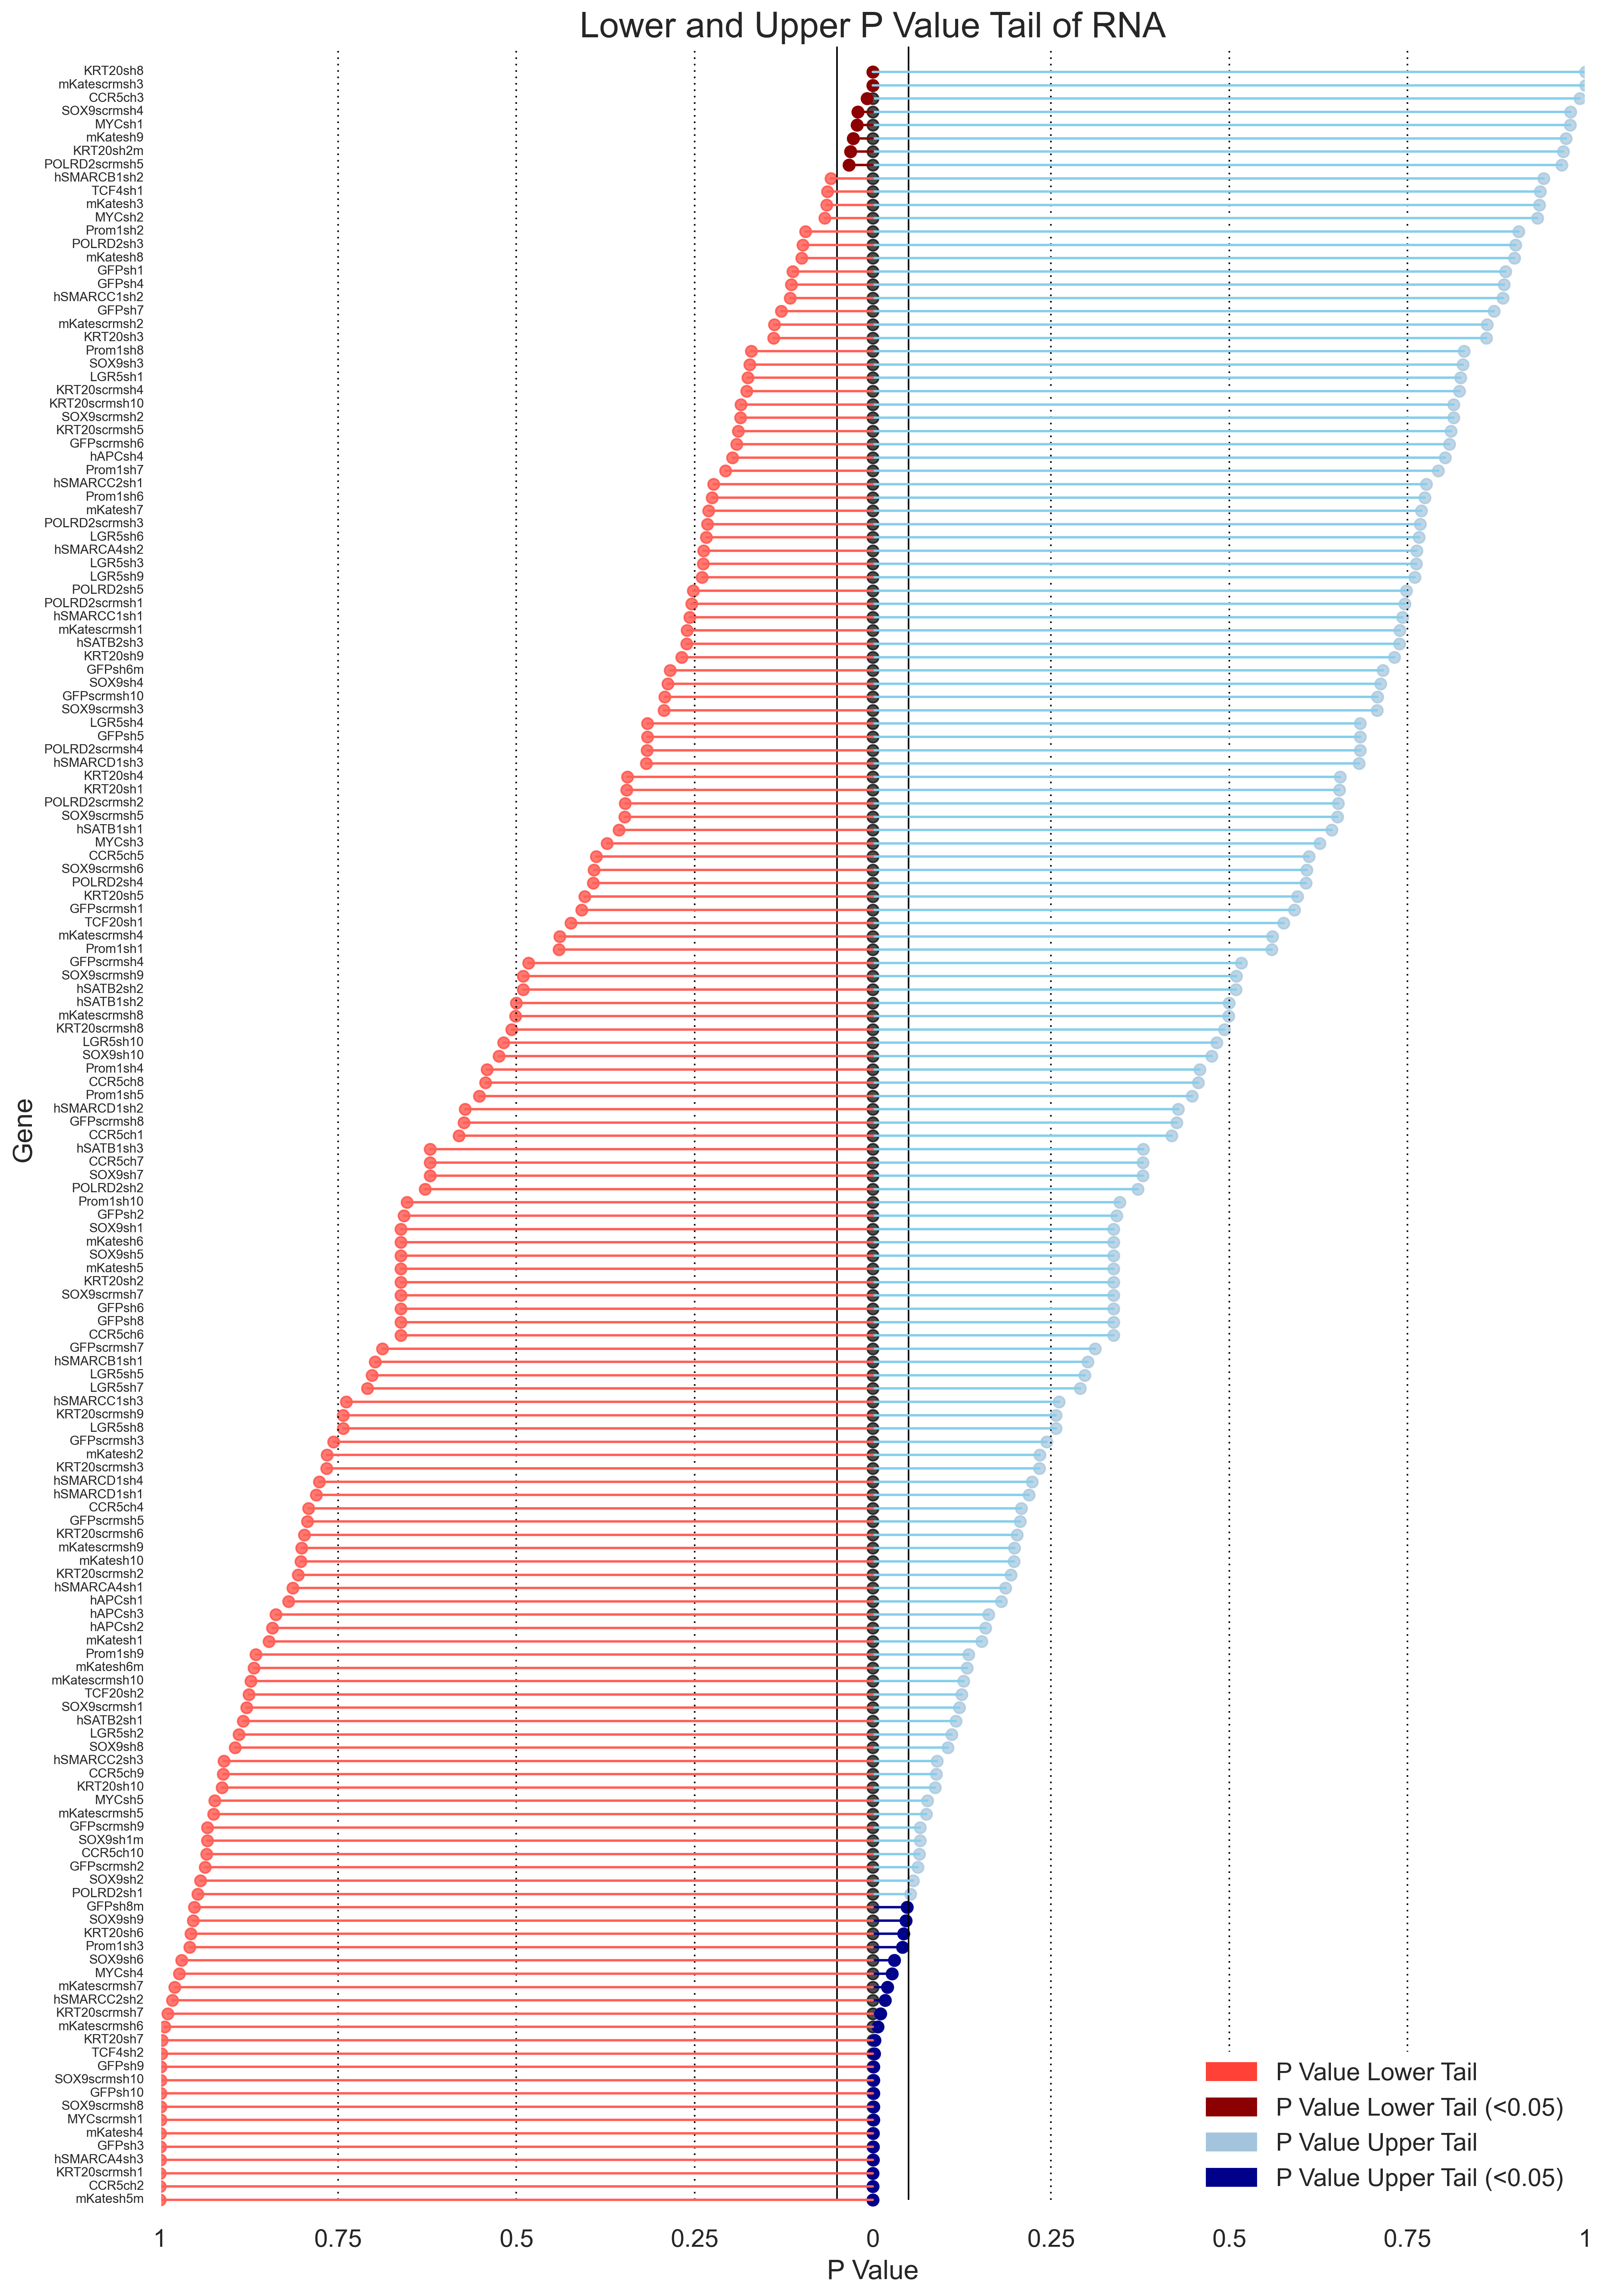 Lower and Upper P Value Tail of RNA
KRT20sh8
mKatescrmsh3
CCR5ch3
SOX9scrmsh4
MYCsh1
mKatesh9
KRT20sh2m
POLRD2scrmsh5
hSMARCB1sh2
TCF4sh1
mKatesh3
MYCsh2
Prom1sh2
POLRD2sh3
mKatesh8
GFPsh1
GFPsh4
hSMARCC1sh2
GFPsh7
mKatescrmsh2
KRT20sh3
Prom1sh8
SOX9sh3
LGR5sh1
KRT20scrmsh4
KRT20scrmsh10
SOX9scrmsh2
KRT20scrmsh5
GFPscrmsh6
hAPCsh4
Prom1sh7
hSMARCC2sh1
Prom1sh6
mKatesh7
POLRD2scrmsh3
LGR5sh6
hSMARCA4sh2
LGR5sh3
LGR5sh9
POLRD2sh5
POLRD2scrmsh1
hSMARCC1sh1
mKatescrmsh1
hSATB2sh3
KRT20sh9
GFPsh6m
SOX9sh4
GFPscrmsh10
SOX9scrmsh3
LGR5sh4
GFPsh5
POLRD2scrmsh4
hSMARCD1sh3
KRT20sh4
KRT20sh1
POLRD2scrmsh2
SOX9scrmsh5
hSATB1sh1
MYCsh3
CCR5ch5
SOX9scrmsh6
POLRD2sh4
KRT20sh5
GFPscrmsh1
TCF20sh1
mKatescrmsh4
Prom1sh1
GFPscrmsh4
SOX9scrmsh9
hSATB2sh2
hSATB1sh2
mKatescrmsh8
KRT20scrmsh8
LGR5sh10
SOX9sh10
Prom1sh4
CCR5ch8
Prom1sh5
hSMARCD1sh2
GFPscrmsh8
CCR5ch1
hSATB1sh3
CCR5ch7
SOX9sh7
POLRD2sh2
Prom1sh10
GFPsh2
SOX9sh1
mKatesh6
SOX9sh5
mKatesh5
KRT20sh2
SOX9scrmsh7
GFPsh6
GFPsh8
CCR5ch6
GFPscrmsh7
hSMARCB1sh1
LGR5sh5
LGR5sh7
hSMARCC1sh3
KRT20scrmsh9
LGR5sh8
GFPscrmsh3
mKatesh2
KRT20scrmsh3
hSMARCD1sh4
hSMARCD1sh1
CCR5ch4
GFPscrmsh5
KRT20scrmsh6
mKatescrmsh9
mKatesh10
KRT20scrmsh2
hSMARCA4sh1
hAPCsh1
hAPCsh3
hAPCsh2
mKatesh1
Prom1sh9
mKatesh6m
mKatescrmsh10
TCF20sh2
SOX9scrmsh1
hSATB2sh1
LGR5sh2
SOX9sh8
hSMARCC2sh3
CCR5ch9
KRT20sh10
MYCsh5
mKatescrmsh5
GFPscrmsh9
SOX9sh1m
CCR5ch10
GFPscrmsh2
SOX9sh2
POLRD2sh1
GFPsh8m
SOX9sh9
KRT20sh6
Prom1sh3
SOX9sh6
MYCsh4
mKatescrmsh7
hSMARCC2sh2
KRT20scrmsh7
mKatescrmsh6
KRT20sh7
TCF4sh2
GFPsh9
SOX9scrmsh10
GFPsh10
SOX9scrmsh8
MYCscrmsh1
mKatesh4
GFPsh3
hSMARCA4sh3
KRT20scrmsh1
CCR5ch2
mKatesh5m
Gene
P Value Lower Tail
P Value Lower Tail (<0.05)
P Value Upper Tail
P Value Upper Tail (<0.05)
1 0.75 0.5 0.25 0 0.25 0.5 0.75 1
P Value